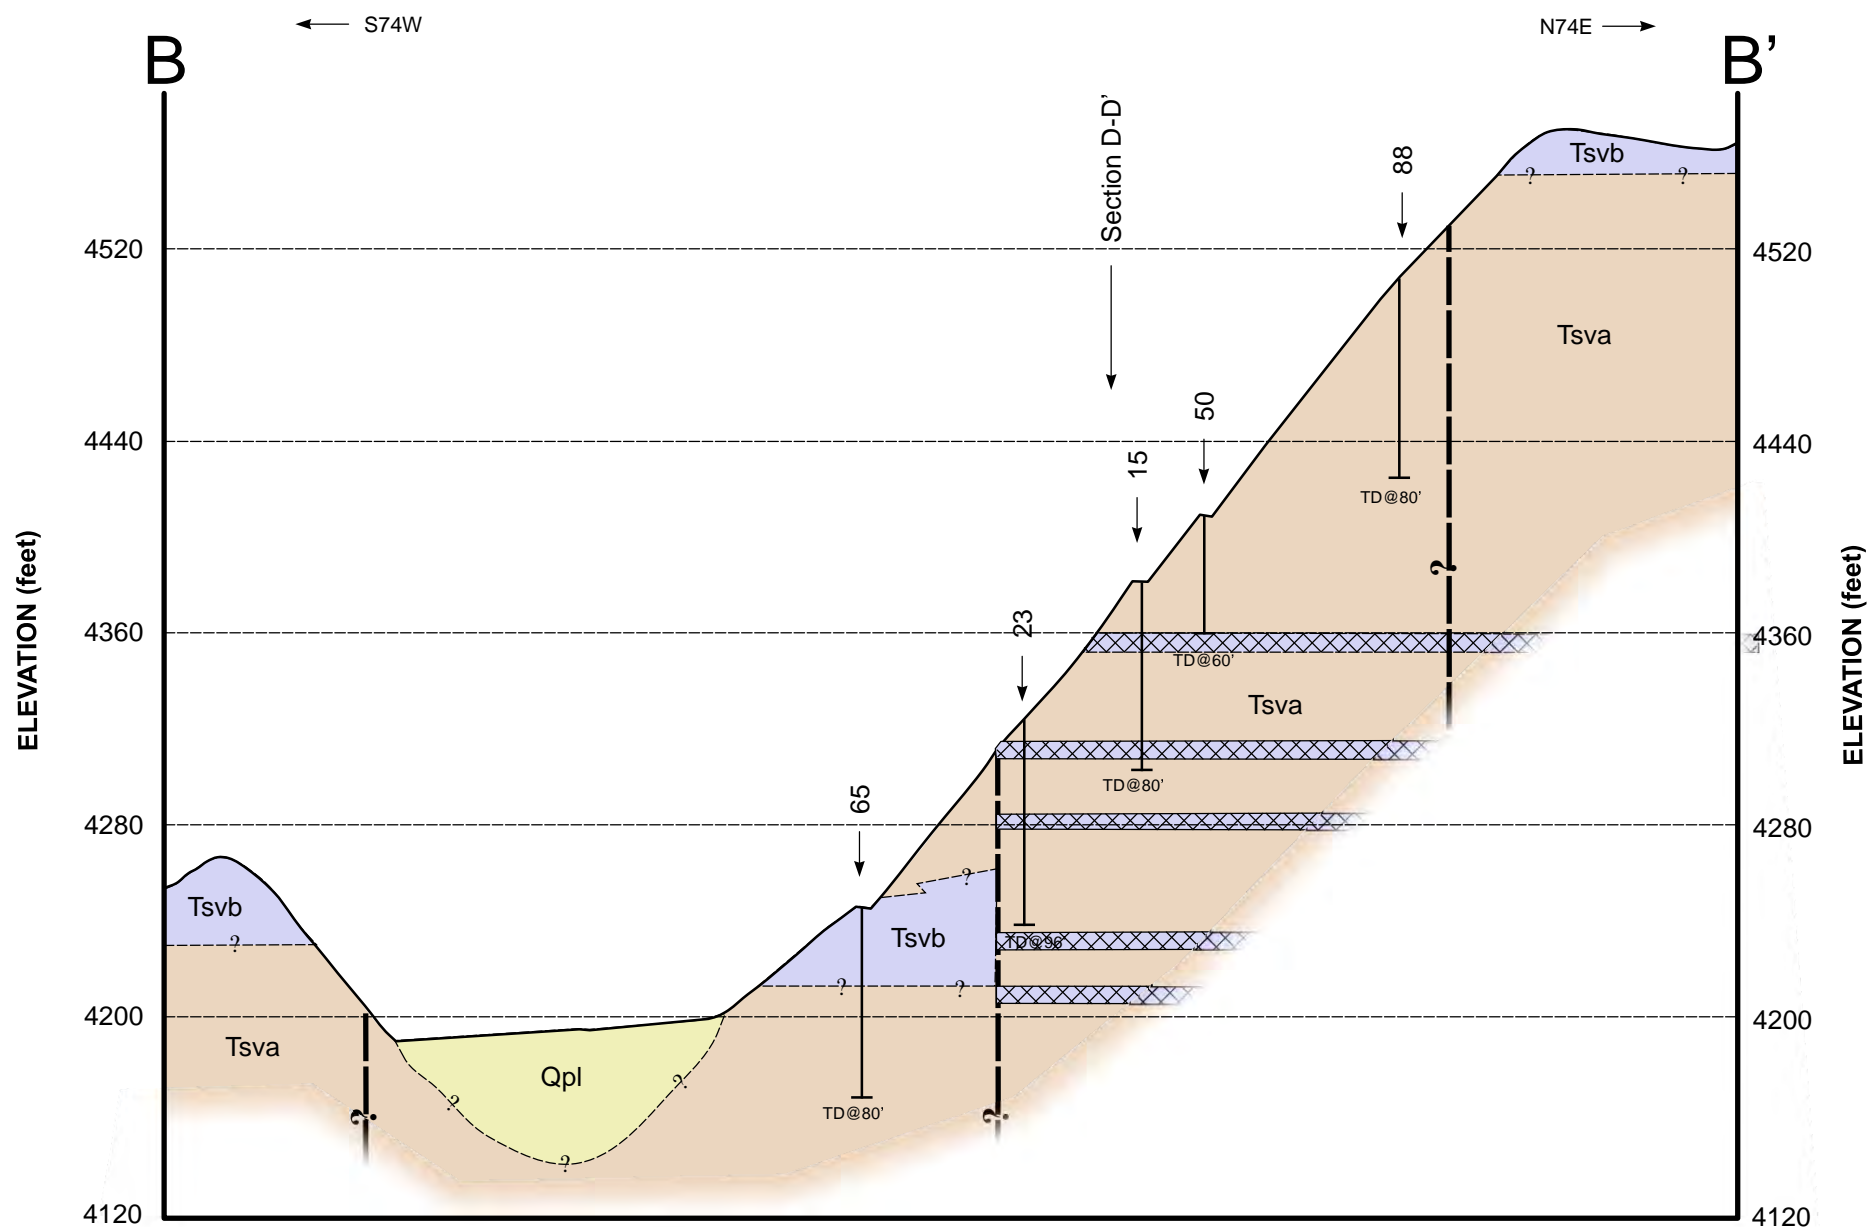 S74W
N74E
B
B’
Section D-D’
88
Tsvb
? ?
4520
4520
Tsva
50
4440
4440
15
TD@80’
ELEVATION (feet)
ELEVATION (feet)
?
23
4360
4360
TD@60’
Tsva
65
TD@80’
4280
4280
?
Tsvb
Tsvb
?
TD@96
? ?
4200
4200
Tsva
Qpl
?
?
TD@80’
?
?
?
4120
4120